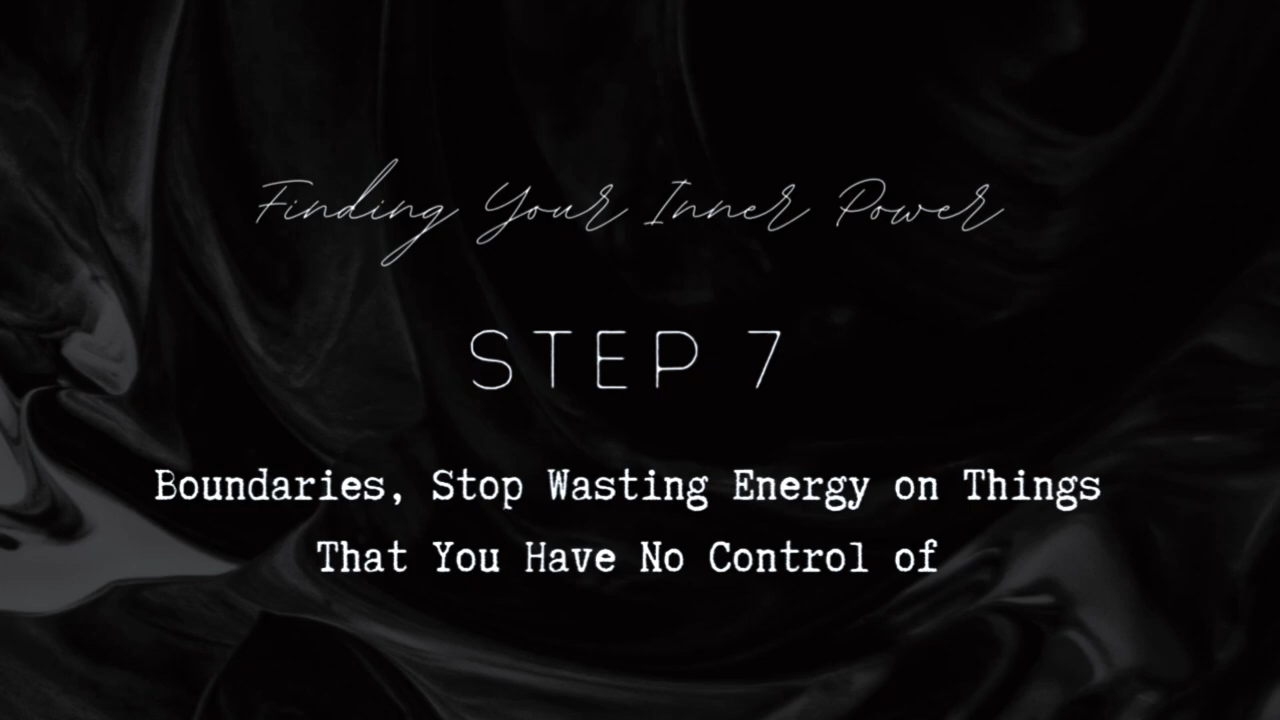 Finding Your Inner Power
STEP 7
Boundaries, Stop Wasting Energy on Things
That You Have No Control of